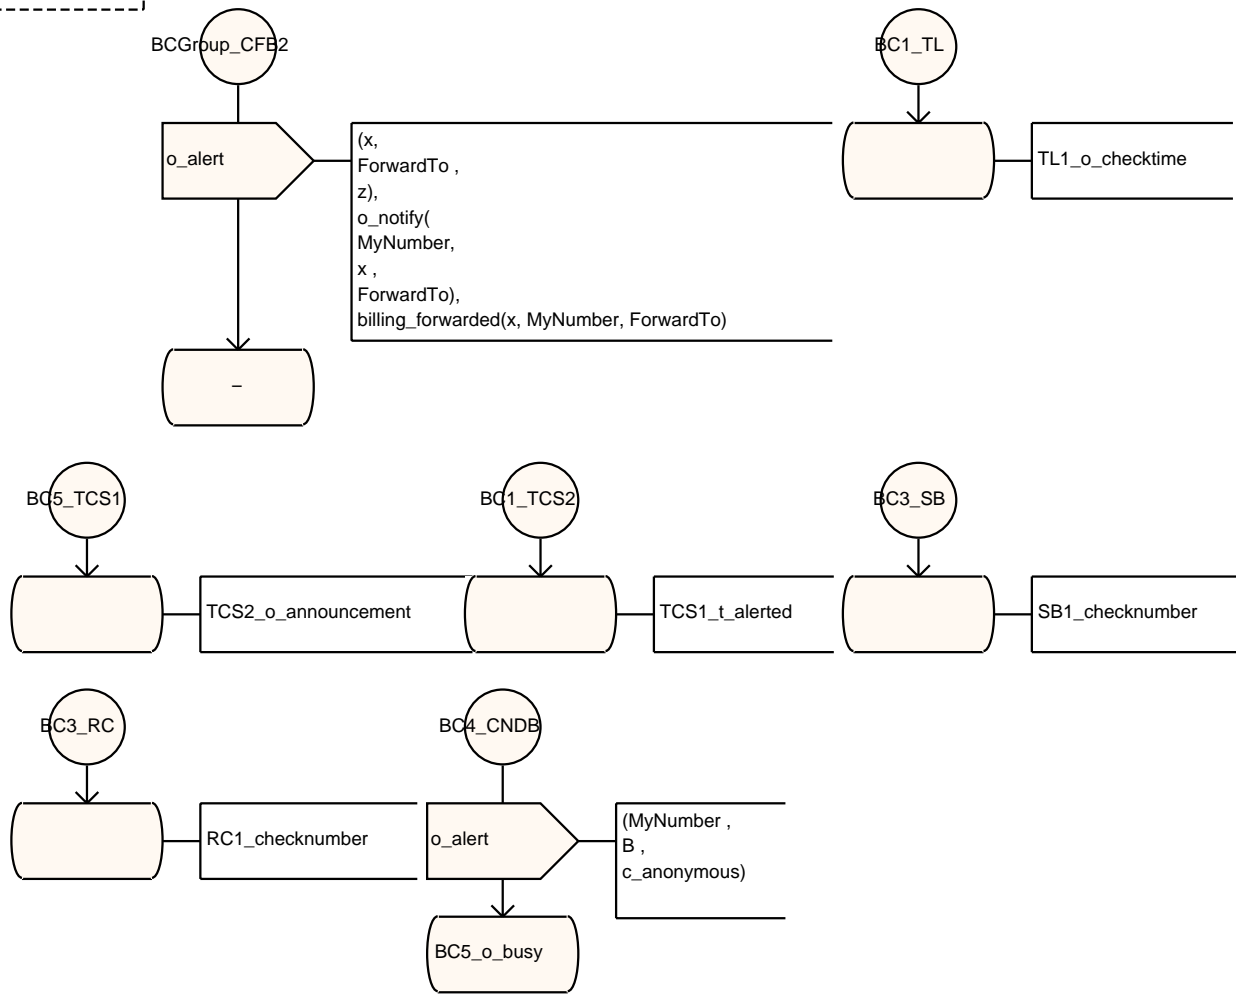 BCGroup_CFB2
o_alert
(x,
ForwardTo ,
z),
o_notify(
MyNumber,
x ,
ForwardTo),
billing_forwarded(x, MyNumber, ForwardTo)
–
BC1_TL
TL1_o_checktime
BC5_TCS1
TCS2_o_announcement
BC1_TCS2
TCS1_t_alerted
BC3_SB
SB1_checknumber
BC3_RC
RC1_checknumber
BC4_CNDB
o_alert
(MyNumber ,
B ,
c_anonymous)
BC5_o_busy